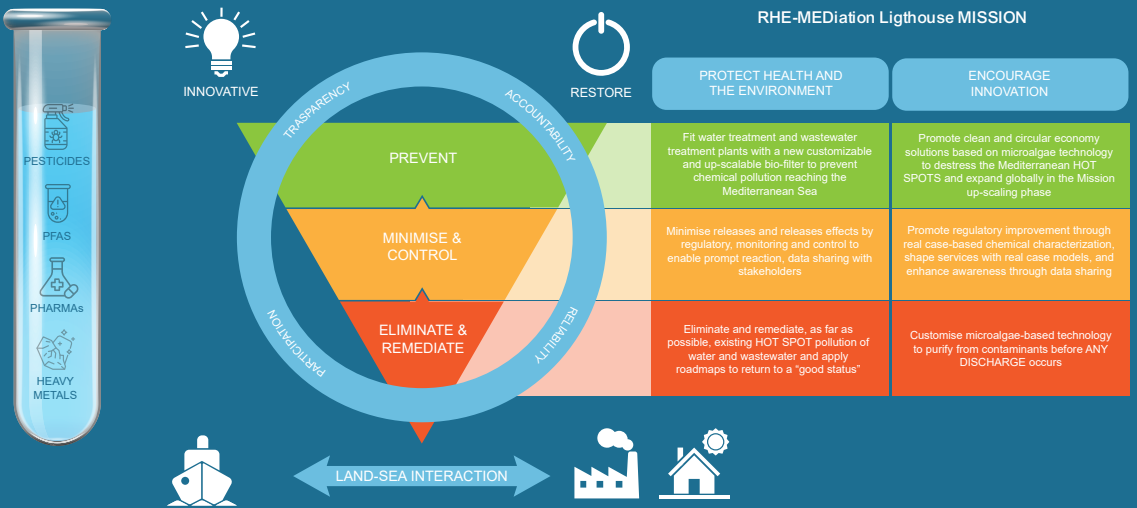 RHE-MEDiation Ligthouse MISSION
INNOVATIVE
RESTORE
PROTECT HEALTH AND
THE ENVIRONMENT
ENCOURAGE
INNOVATION
PESTICIDES
PFAS
PHARMAs
HEAVY
METALS
TRASPARENCY
ACCOUNTABILITY
PARTICIPATION
RELIABILITY
PREVENT
Fit water treatment and wastewater
treatment plants with a new customizable
and up-scalable bio-filter to prevent
chemical pollution reaching the
Mediterranean Sea
Promote clean and circular economy
solutions based on microalgae technology
to destress the Mediterranean HOT
SPOTS and expand globally in the Mission
up-scaling phase
MINIMISE &
CONTROL
Minimise releases and releases effects by
regulatory, monitoring and control to
enable prompt reaction, data sharing with
stakeholders
Promote regulatory improvement through
real case-based chemical characterization,
shape services with real case models, and
enhance awareness through data sharing
ELIMINATE &
REMEDIATE
Eliminate and remediate, as far as
possible, existing HOT SPOT pollution of
water and wastewater and apply
roadmaps to return to a "good status"
Customise microalgae-based technology
to purify from contaminants before ANY
DISCHARGE occurs
LAND-SEA INTERACTION